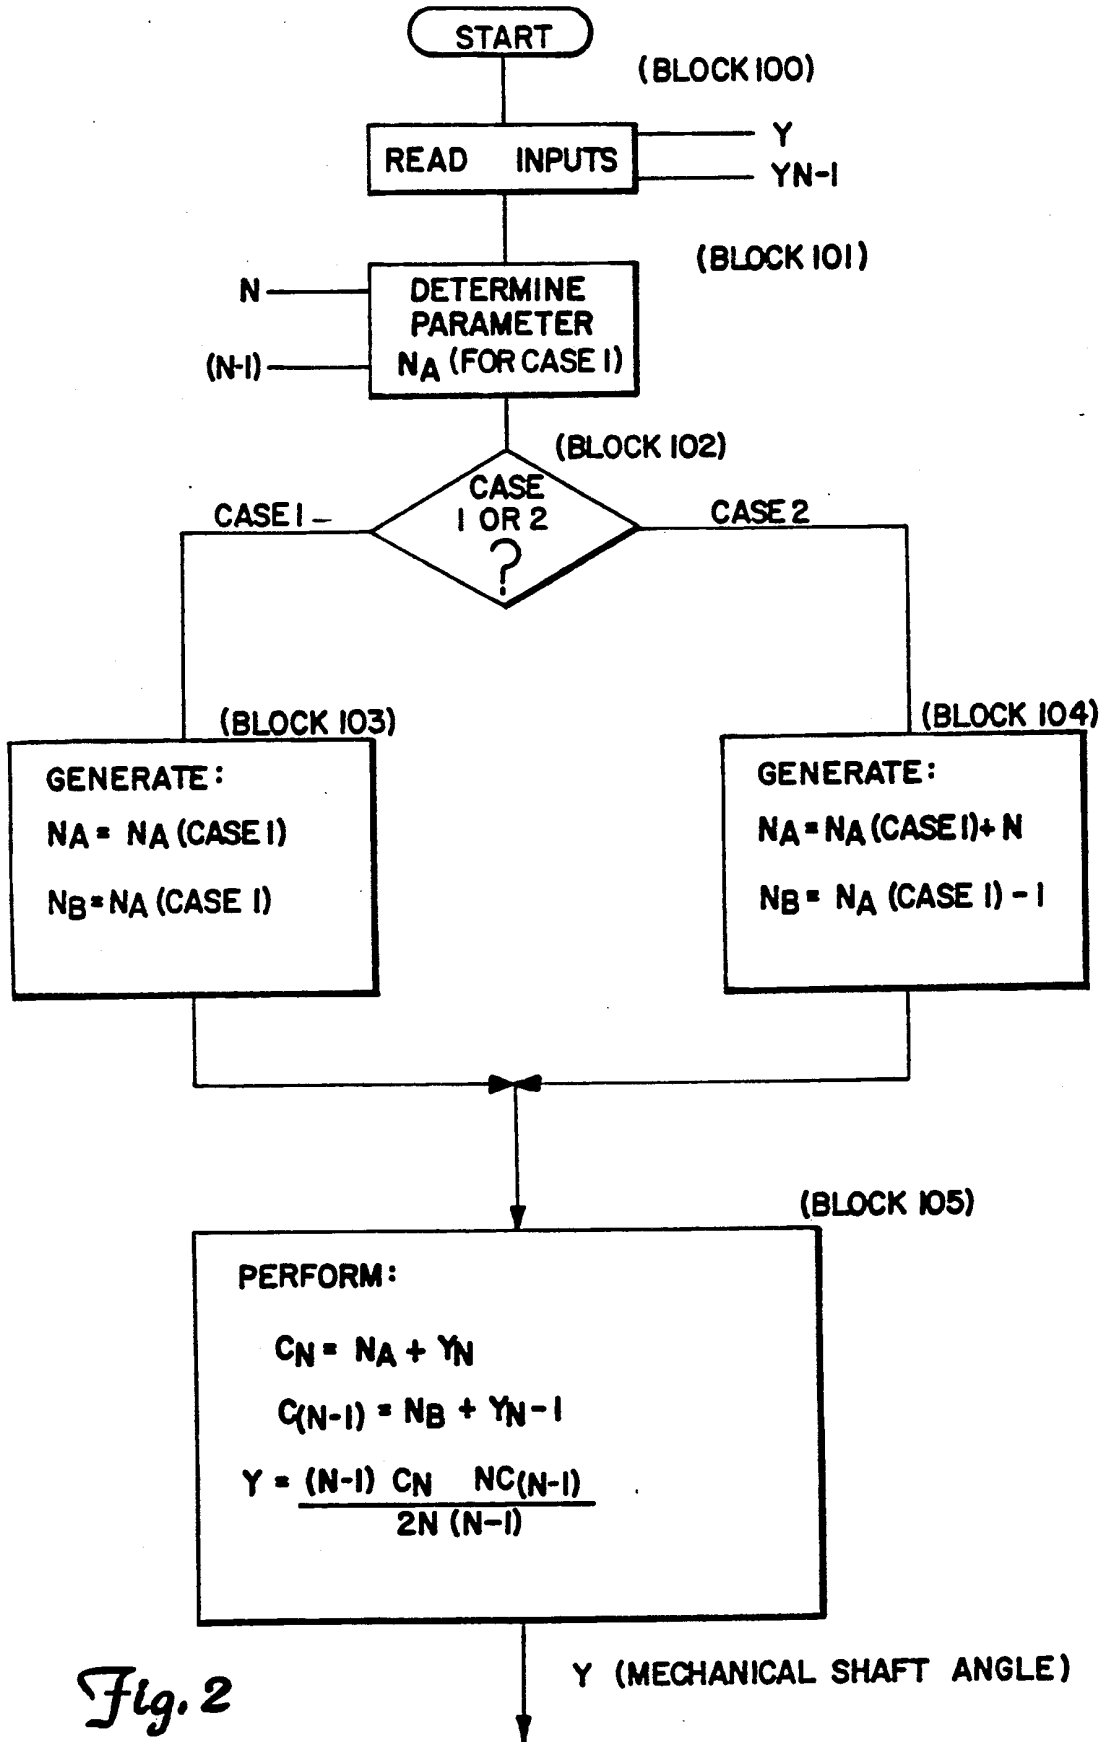 START
(BLOCK 100)
READ INPUTS
Y
YN-1
(BLOCK 101)
N
(N-1)
DETERMINE
PARAMETER
NA (FOR CASE 1)
(BLOCK 102)
CASE
1 OR 2
?
CASE 1
CASE 2
(BLOCK 103)
GENERATE:
NA = NA (CASE 1)
NB = NA (CASE 1)
(BLOCK 104)
GENERATE:
NA = NA (CASE 1) + N
NB = NA (CASE 1) - 1
(BLOCK 105)
PERFORM:
CN = NA + YN
C(N-1) = NB + YN-1
Y = (N-1) CN NC(N-1)
2N (N-1)
Y (MECHANICAL SHAFT ANGLE)
Fig. 2